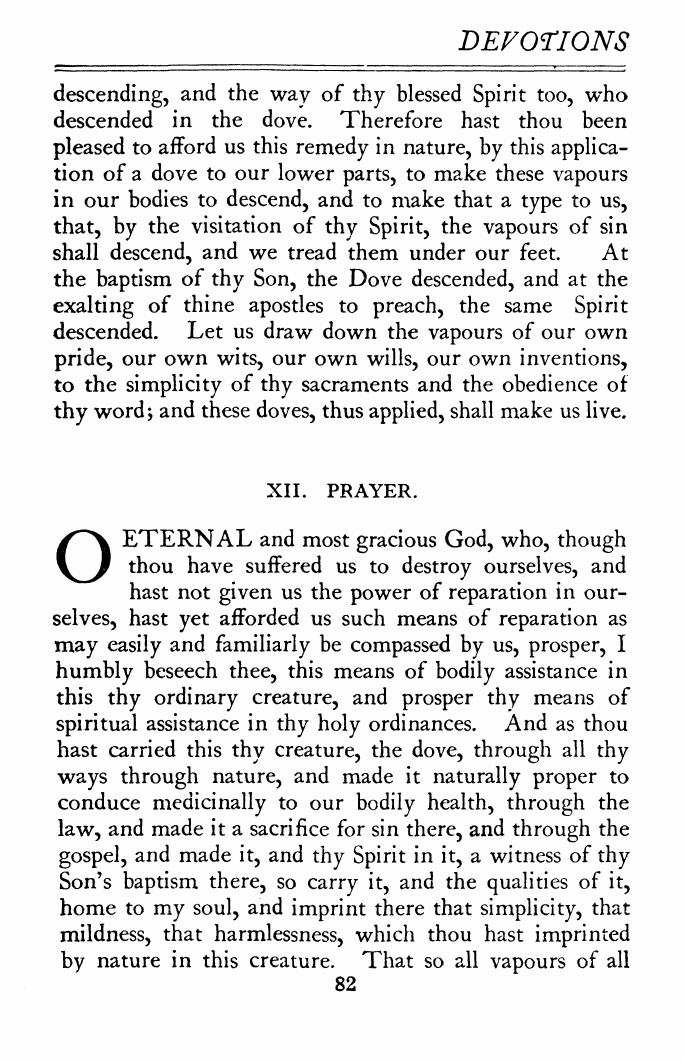 DEVOTIONS
descending, and the way of thy blessed Spirit too, who
descended in the dove. Therefore hast thou been
pleased to afford us this remedy in nature, by this applica-
tion of a dove to our lower parts, to make these vapours
in our bodies to descend, and to make that a type to us,
that, by the visitation of thy Spirit, the vapours of sin
shall descend, and we tread them under our feet. At
the baptism of thy Son, the Dove descended, and at the
exalting of thine apostles to preach, the same Spirit
descended. Let us draw down the vapours of our own
pride, our own wits, our own wills, our own inventions,
to the simplicity of thy sacraments and the obedience of
thy word; and these doves, thus applied, shall make us live.
XII. PRAYER.
O ETERNAL and most gracious God, who, though
thou have suffered us to destroy ourselves, and
hast not given us the power of reparation in our-
selves, hast yet afforded us such means of reparation as
may easily and familiarly be compassed by us, prosper, I
humbly beseech thee, this means of bodily assistance in
this thy ordinary creature, and prosper thy means of
spiritual assistance in thy holy ordinances. And as thou
hast carried this thy creature, the dove, through all thy
ways through nature, and made it naturally proper to
conduce medicinally to our bodily health, through the
law, and made it a sacrifice for sin there, and through the
gospel, and made it, and thy Spirit in it, a witness of thy
Son's baptism there, so carry it, and the qualities of it,
home to my soul, and imprint there that simplicity, that
mildness, that harmlessness, which thou hast imprinted
by nature in this creature. That so all vapours of all
82